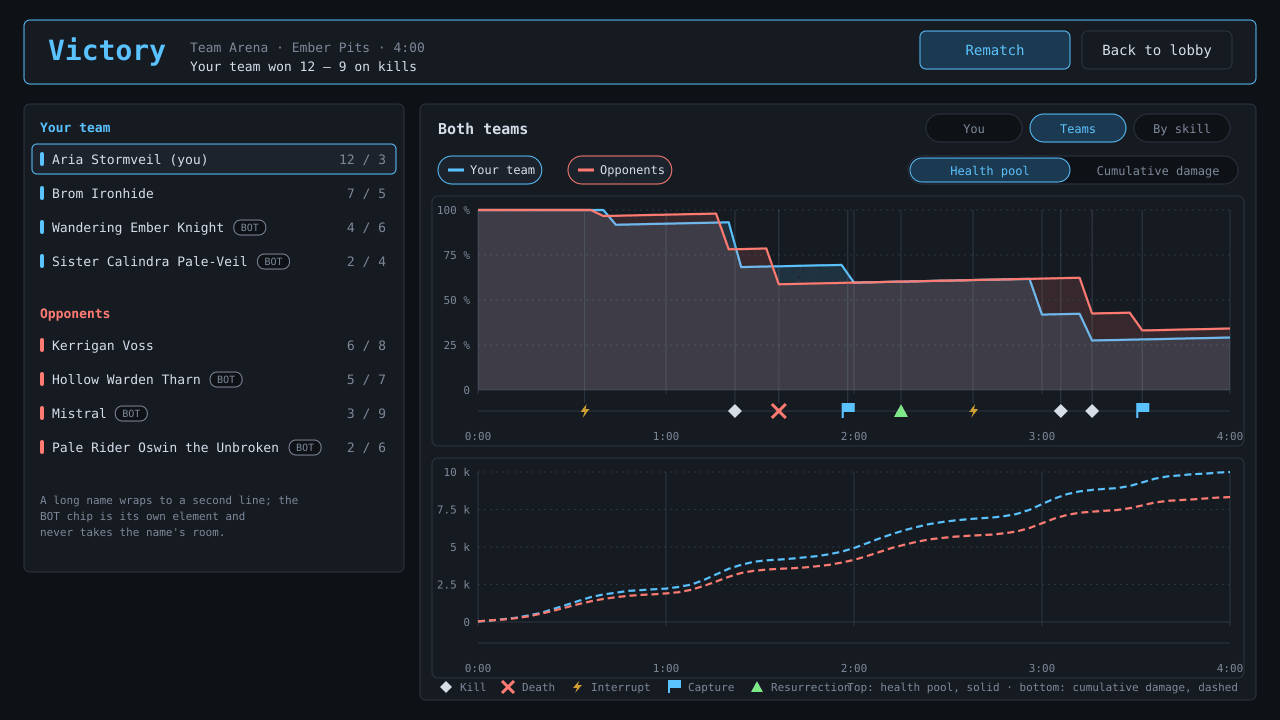 Victory
Team Arena · Ember Pits · 4:00
Your team won 12 — 9 on kills
Rematch
Back to lobby
Your team
Aria Stormveil (you) 12 / 3
Brom Ironhide 7 / 5
Wandering Ember Knight BOT 4 / 6
Sister Calindra Pale-Veil BOT 2 / 4
Opponents
Kerrigan Voss 6 / 8
Hollow Warden Tharn BOT 5 / 7
Mistral BOT 3 / 9
Pale Rider Oswin the Unbroken BOT 2 / 6
A long name wraps to a second line; the
BOT chip is its own element and
never takes the name's room.
Both teams
You Teams By skill
Your team Opponents
Health pool Cumulative damage
100 %
75 %
50 %
25 %
0
0:00 1:00 2:00 3:00 4:00
10 k
7.5 k
5 k
2.5 k
0
0:00 1:00 2:00 3:00 4:00
Kill Death Interrupt Capture Resurrection
Top: health pool, solid · bottom: cumulative damage, dashed